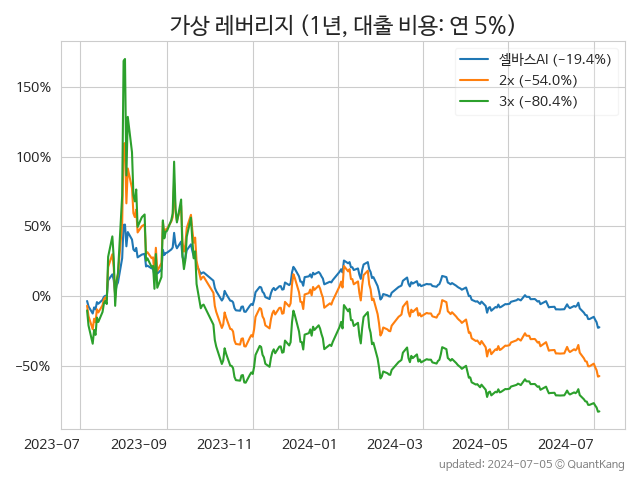 가상 레버리지 (1년, 대출 비용: 연 5%)
셀바스AI (−19.4%)
2x (−54.0%)
3x (−80.4%)
150%
100%
50%
0%
−50%
2023-07 2023-09 2023-11 2024-01 2024-03 2024-05 2024-07
updated: 2024-07-05 © QuantKang